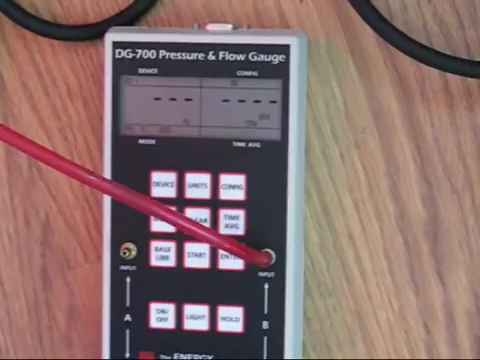 DG-700 Pressure & Flow Gauge
DEVICE CONFIG
--- ----
Pa
MODE TIME AVG
DEVICE UNITS CONFIG
TIME AVG
BASE LINE START ENTER
INPUT INPUT
A B
ON/OFF LIGHT HOLD
The ENERGY